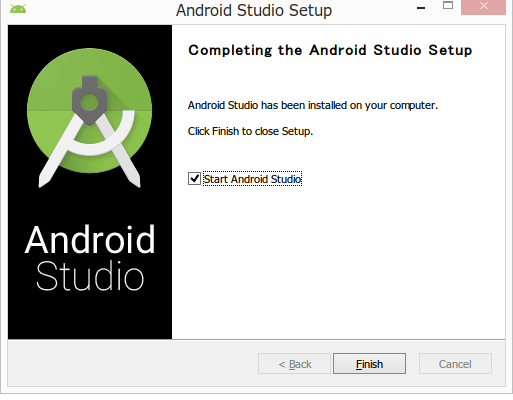 Android Studio Setup
Completing the Android Studio Setup
Android Studio has been installed on your computer.
Click Finish to close Setup.
Start Android Studio
Android
Studio
< Back
Finish
Cancel